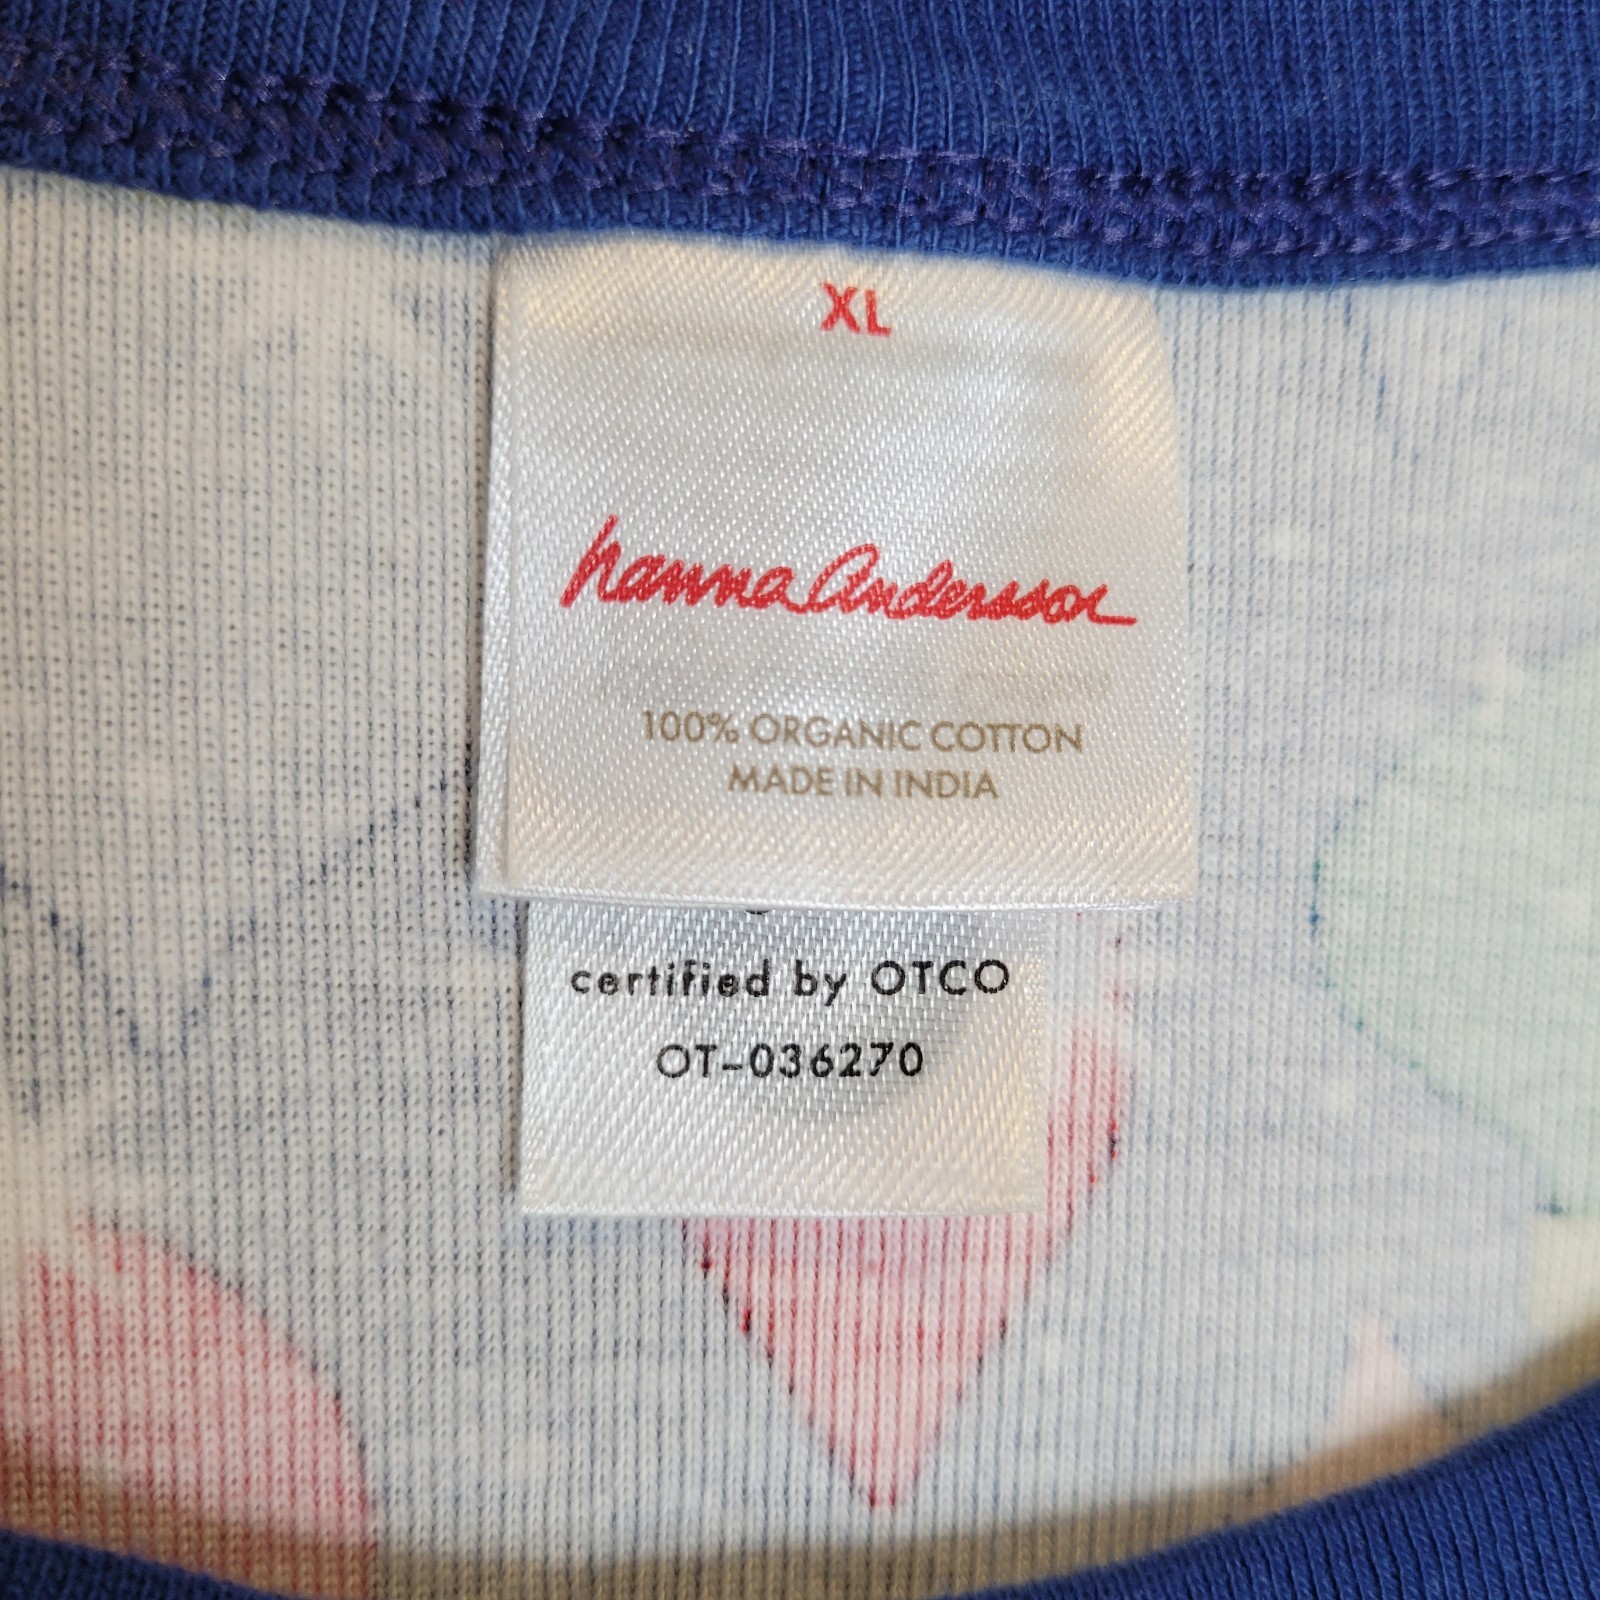 XL
hanna Andersson
100% ORGANIC COTTON
MADE IN INDIA
certified by OTCO
OT-036270